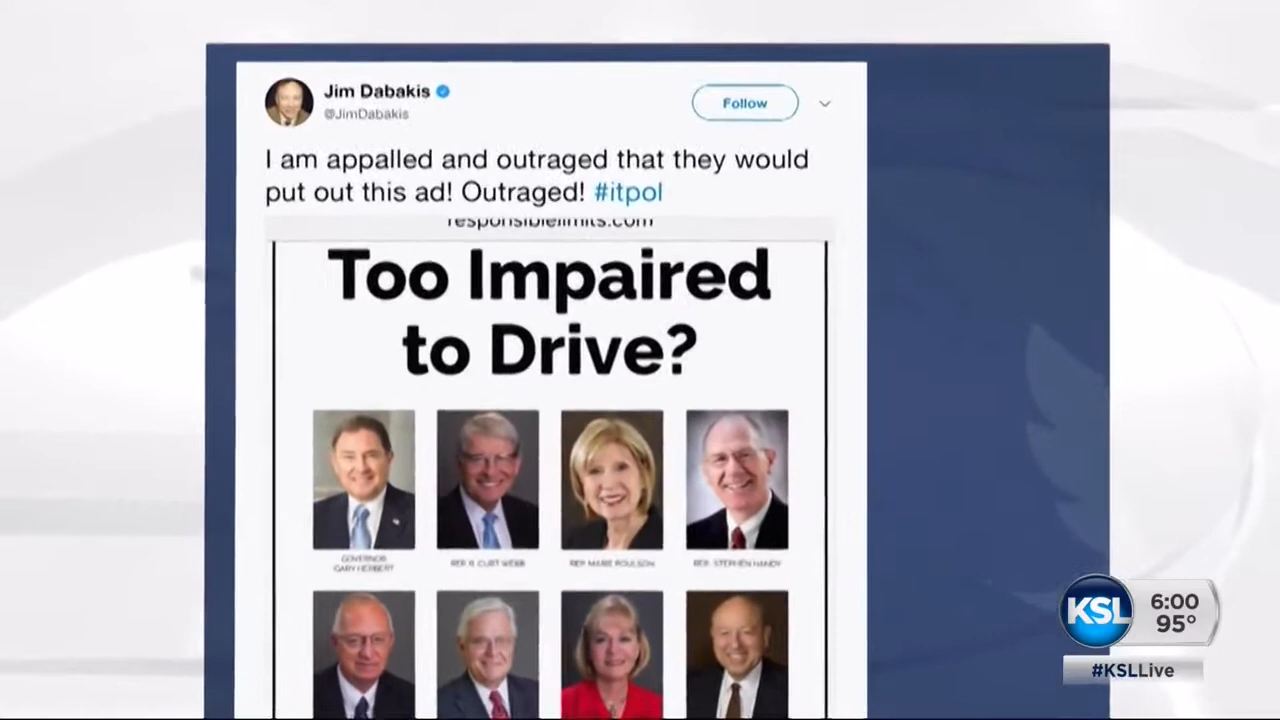 Jim Dabakis
@JimDabakis
Follow
I am appalled and outraged that they would
put out this ad! Outraged! #itpol
responsiblelimits.com
Too Impaired
to Drive?
GOVERNOR
GARY HERBERT
REP. R. CURT WEBB
REP. MARIE POULSON
REP. STEPHEN HANDY
KSL
6:00
95°
#KSLLive